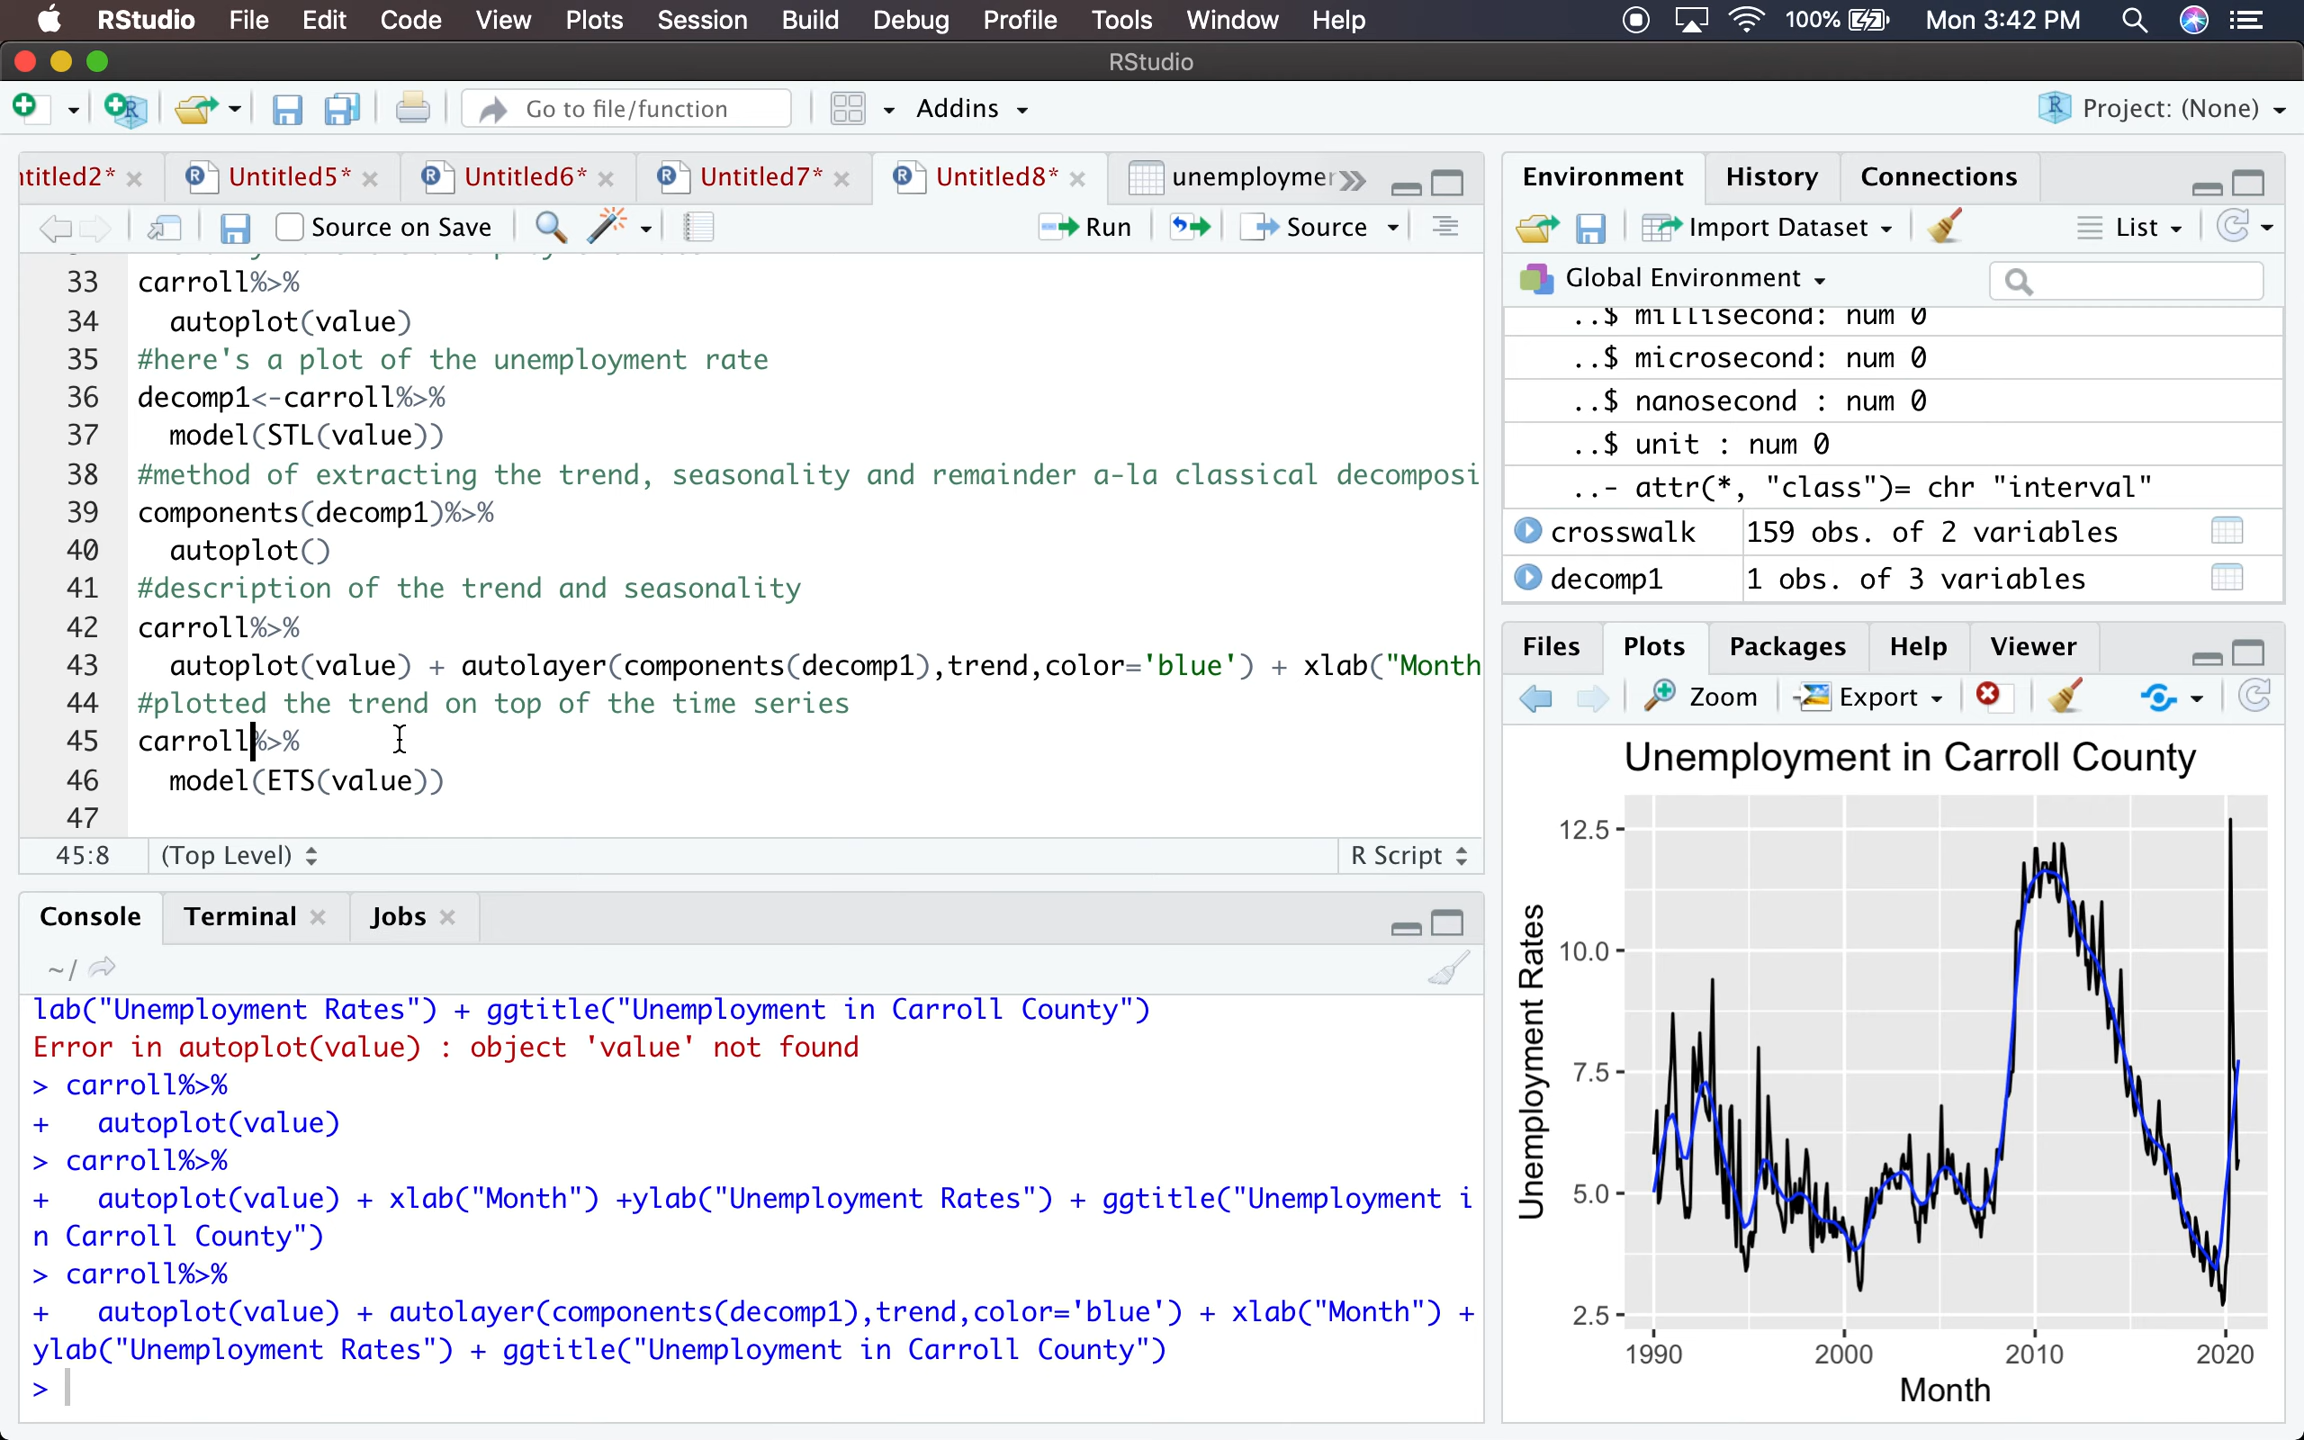 RStudio File Edit Code View Plots Session Build Debug Profile Tools Window Help 100% Mon 3:42 PM
RStudio
Go to file/function Addins Project: (None)
ntitled2* Untitled5* Untitled6* Untitled7* Untitled8* unemploymer
Source on Save Run Source
33 carroll%>%
34 autoplot(value)
35 #here's a plot of the unemployment rate
36 decomp1<-carroll%>%
37 model(STL(value))
38 #method of extracting the trend, seasonality and remainder a-la classical decomposi
39 components(decomp1)%>%
40 autoplot()
41 #description of the trend and seasonality
42 carroll%>%
43 autoplot(value) + autolayer(components(decomp1),trend,color='blue') + xlab("Month
44 #plotted the trend on top of the time series
45 carroll%>%
46 model(ETS(value))
47
45:8 (Top Level) R Script
Console Terminal Jobs
~/
lab("Unemployment Rates") + ggtitle("Unemployment in Carroll County")
Error in autoplot(value) : object 'value' not found
> carroll%>%
+ autoplot(value)
> carroll%>%
+ autoplot(value) + xlab("Month") +ylab("Unemployment Rates") + ggtitle("Unemployment i
n Carroll County")
> carroll%>%
+ autoplot(value) + autolayer(components(decomp1),trend,color='blue') + xlab("Month") +
ylab("Unemployment Rates") + ggtitle("Unemployment in Carroll County")
>
Environment History Connections
Import Dataset List
Global Environment
..$ millisecond: num 0
..$ microsecond: num 0
..$ nanosecond : num 0
..$ unit : num 0
..- attr(*, "class")= chr "interval"
crosswalk 159 obs. of 2 variables
decomp1 1 obs. of 3 variables
Files Plots Packages Help Viewer
Zoom Export
Unemployment in Carroll County
12.5
10.0
7.5
5.0
2.5
Unemployment Rates
1990 2000 2010 2020
Month